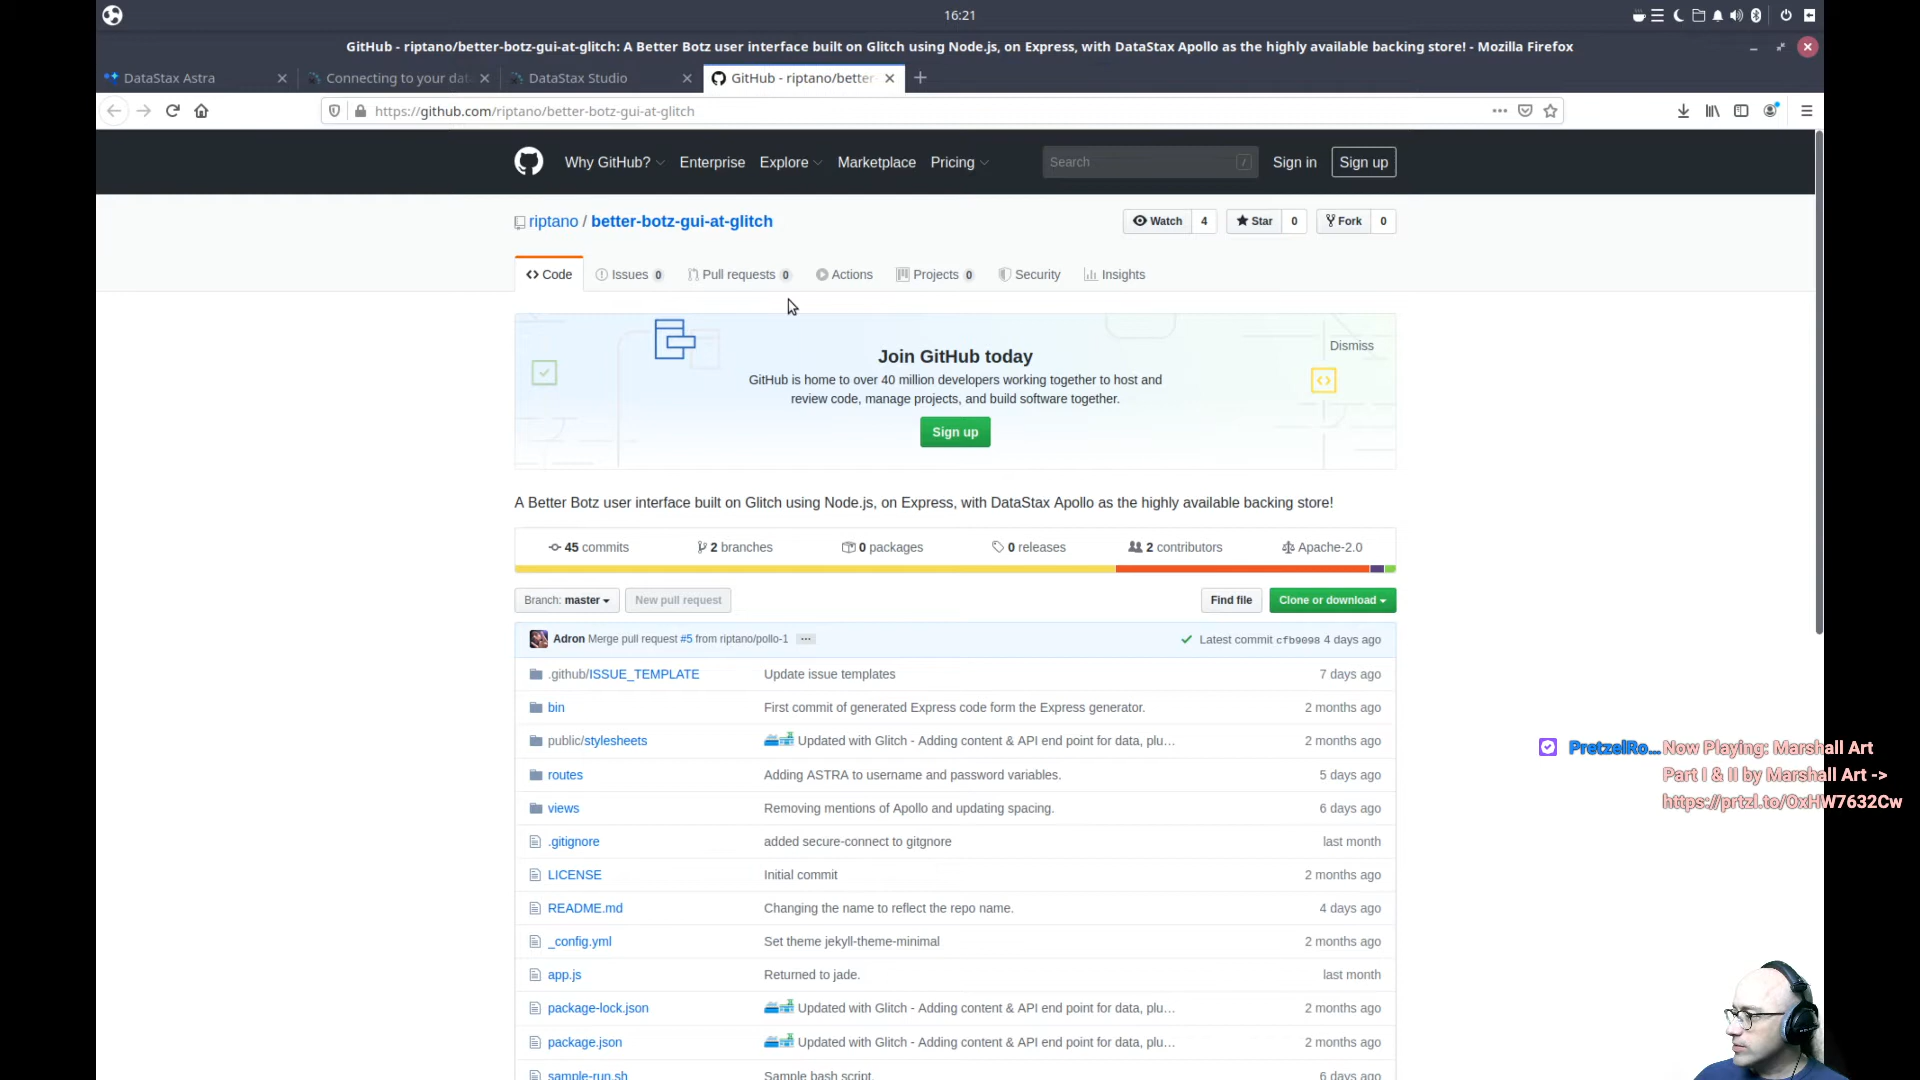 16:21
GitHub - riptano/better-botz-gui-at-glitch: A Better Botz user interface built on Glitch using Node.js, on Express, with DataStax Apollo as the highly available backing store! - Mozilla Firefox
DataStax Astra
Connecting to your dat
DataStax Studio
GitHub - riptano/better-
https://github.com/riptano/better-botz-gui-at-glitch
Why GitHub? Enterprise Explore Marketplace Pricing Search / Sign in Sign up
riptano / better-botz-gui-at-glitch
Watch 4 Star 0 Fork 0
Code Issues 0 Pull requests 0 Actions Projects 0 Security Insights
Join GitHub today
Dismiss
GitHub is home to over 40 million developers working together to host and
review code, manage projects, and build software together.
Sign up
A Better Botz user interface built on Glitch using Node.js, on Express, with DataStax Apollo as the highly available backing store!
45 commits 2 branches 0 packages 0 releases 2 contributors Apache-2.0
Branch: master New pull request Find file Clone or download
Adron Merge pull request #5 from riptano/pollo-1 ... Latest commit cfb9098 4 days ago
.github/ISSUE_TEMPLATE Update issue templates 7 days ago
bin First commit of generated Express code form the Express generator. 2 months ago
public/stylesheets Updated with Glitch - Adding content & API end point for data, plu... 2 months ago
routes Adding ASTRA to username and password variables. 5 days ago
views Removing mentions of Apollo and updating spacing. 6 days ago
.gitignore added secure-connect to gitgnore last month
LICENSE Initial commit 2 months ago
README.md Changing the name to reflect the repo name. 4 days ago
_config.yml Set theme jekyll-theme-minimal 2 months ago
app.js Returned to jade. last month
package-lock.json Updated with Glitch - Adding content & API end point for data, plu... 2 months ago
package.json Updated with Glitch - Adding content & API end point for data, plu... 2 months ago
sample-run.sh Sample bash script. 6 days ago
PretzelRo... Now Playing: Marshall Art
Part I & II by Marshall Art ->
https://prtzl.to/OxHW7632Cw